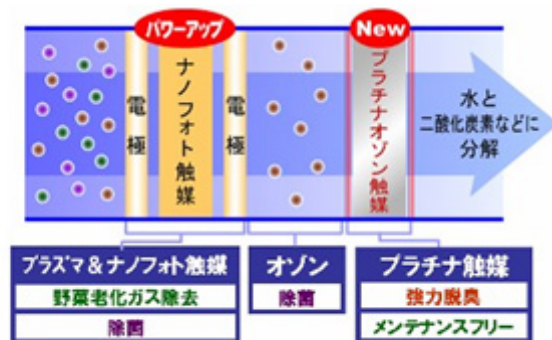 パワーアップ
New
電極
ナノフォト触媒
電極
プラチナオゾン触媒
水と
二酸化炭素などに
分解
プラズマ&ナノフォト触媒
野菜老化ガス除去
除菌
オゾン
除菌
プラチナ触媒
強力脱臭
メンテナンスフリー